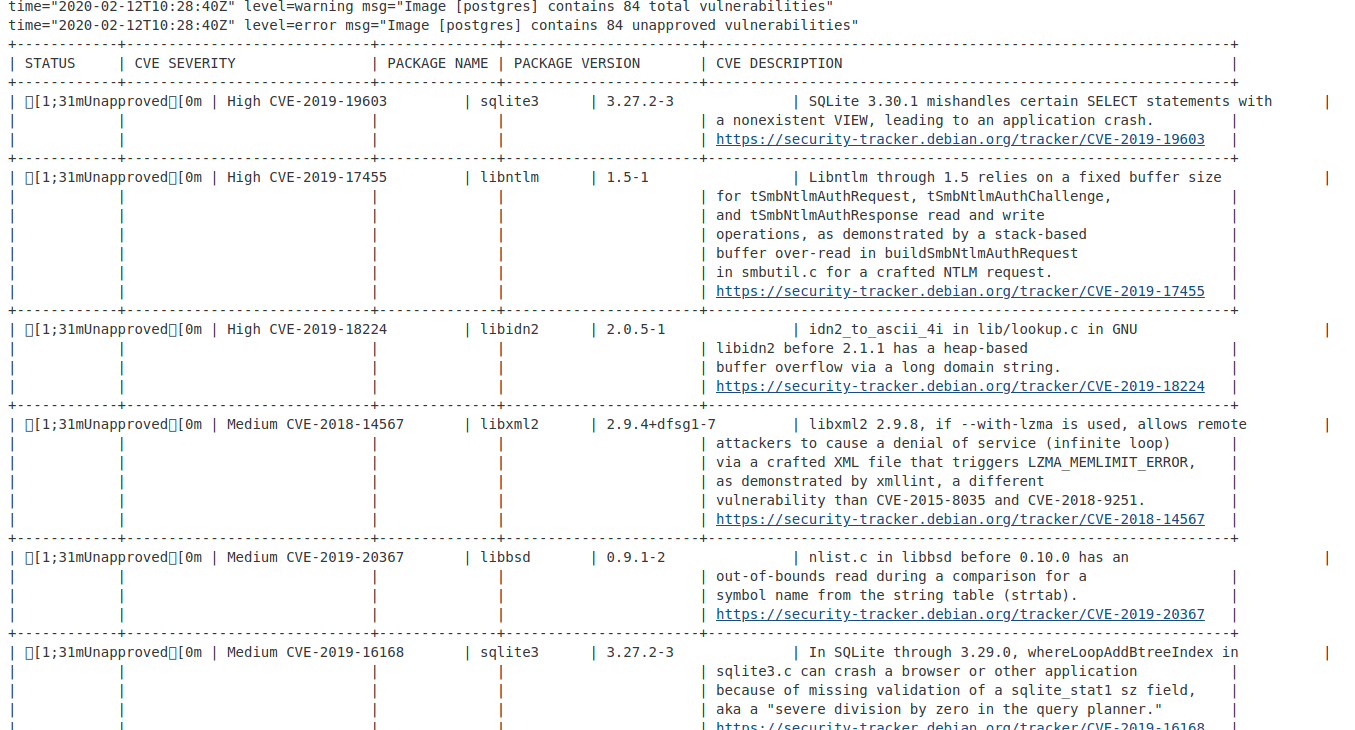 time="2020-02-12T10:28:40Z" level=warning msg="Image [postgres] contains 84 total vulnerabilities"
time="2020-02-12T10:28:40Z" level=error msg="Image [postgres] contains 84 unapproved vulnerabilities"
+------------+------------------------------+--------------+-----------------------+--------------------------------------------------------------+
| STATUS | CVE SEVERITY | PACKAGE NAME | PACKAGE VERSION | CVE DESCRIPTION |
+------------+------------------------------+--------------+-----------------------+--------------------------------------------------------------+
| □[1;31mUnapproved□[0m | High CVE-2019-19603 | sqlite3 | 3.27.2-3 | SQLite 3.30.1 mishandles certain SELECT statements with |
| | | | | a nonexistent VIEW, leading to an application crash. |
| | | | | https://security-tracker.debian.org/tracker/CVE-2019-19603 |
+------------+------------------------------+--------------+-----------------------+--------------------------------------------------------------+
| □[1;31mUnapproved□[0m | High CVE-2019-17455 | libntlm | 1.5-1 | Libntlm through 1.5 relies on a fixed buffer size |
| | | | | for tSmbNtlmAuthRequest, tSmbNtlmAuthChallenge, |
| | | | | and tSmbNtlmAuthResponse read and write |
| | | | | operations, as demonstrated by a stack-based |
| | | | | buffer over-read in buildSmbNtlmAuthRequest |
| | | | | in smbutil.c for a crafted NTLM request. |
| | | | | https://security-tracker.debian.org/tracker/CVE-2019-17455 |
+------------+------------------------------+--------------+-----------------------+--------------------------------------------------------------+
| □[1;31mUnapproved□[0m | High CVE-2019-18224 | libidn2 | 2.0.5-1 | idn2_to_ascii_4i in lib/lookup.c in GNU |
| | | | | libidn2 before 2.1.1 has a heap-based |
| | | | | buffer overflow via a long domain string. |
| | | | | https://security-tracker.debian.org/tracker/CVE-2019-18224 |
+------------+------------------------------+--------------+-----------------------+--------------------------------------------------------------+
| □[1;31mUnapproved□[0m | Medium CVE-2018-14567 | libxml2 | 2.9.4+dfsg1-7 | libxml2 2.9.8, if --with-lzma is used, allows remote |
| | | | | attackers to cause a denial of service (infinite loop) |
| | | | | via a crafted XML file that triggers LZMA_MEMLIMIT_ERROR, |
| | | | | as demonstrated by xmllint, a different |
| | | | | vulnerability than CVE-2015-8035 and CVE-2018-9251. |
| | | | | https://security-tracker.debian.org/tracker/CVE-2018-14567 |
+------------+------------------------------+--------------+-----------------------+--------------------------------------------------------------+
| □[1;31mUnapproved□[0m | Medium CVE-2019-20367 | libbsd | 0.9.1-2 | nlist.c in libbsd before 0.10.0 has an |
| | | | | out-of-bounds read during a comparison for a |
| | | | | symbol name from the string table (strtab). |
| | | | | https://security-tracker.debian.org/tracker/CVE-2019-20367 |
+------------+------------------------------+--------------+-----------------------+--------------------------------------------------------------+
| □[1;31mUnapproved□[0m | Medium CVE-2019-16168 | sqlite3 | 3.27.2-3 | In SQLite through 3.29.0, whereLoopAddBtreeIndex in |
| | | | | sqlite3.c can crash a browser or other application |
| | | | | because of missing validation of a sqlite_stat1 sz field, |
| | | | | aka a "severe division by zero in the query planner." |
| | | | | https://security-tracker.debian.org/tracker/CVE-2019-16168 |